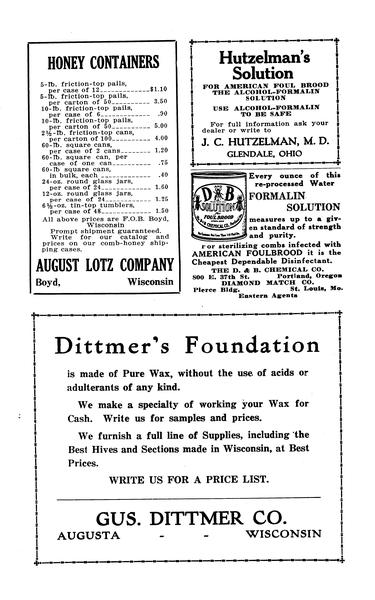 HONEY CONTAINERS
5-lb. friction-top pails,
per case of 12____________$1.10
5-lb. friction-top pails,
per carton of 50__________ 3.50
10-lb. friction-top pails,
per case of 6____________ .90
10-lb. friction-top pails,
per carton of 50__________ 5.00
2½-lb. friction-top cans,
per carton of 100_________ 4.00
60-lb. square cans,
per case of 2 cans________ 1.20
60-lb. square can, per
case of one can___________ .75
60-lb square cans,
in bulk, each_____________ .40
24-oz. round glass jars,
per case of 24____________ 1.60
12-oz. round glass jars,
per case of 24____________ 1.25
6½-oz. tin-top tumblers,
per case of 48____________ 1.50
All above prices are F.O.B. Boyd,
Wisconsin
Prompt shipment guaranteed.
Write for our catalog and
prices on our comb-honey ship-
ping cases.
AUGUST LOTZ COMPANY
Boyd, Wisconsin
Hutzelman's
Solution
FOR AMERICAN FOUL BROOD
THE ALCOHOL-FORMALIN
SOLUTION
USE ALCOHOL-FORMALIN
TO BE SAFE
For full information ask your
dealer or write to
J. C. HUTZELMAN, M. D.
GLENDALE, OHIO
D & B
SOLUTION
FOULBROOD
Every ounce of this
re-processed Water
FORMALIN
SOLUTION
measures up to a giv-
en standard of strength
and purity.
For sterilizing combs infected with
AMERICAN FOULBROOD it is the
Cheapest Dependable Disinfectant.
THE D. & B. CHEMICAL CO.
800 E. 37th St. Portland, Oregon
DIAMOND MATCH CO.
Pierce Bldg. St. Louis, Mo.
Eastern Agents
Dittmer's Foundation
is made of Pure Wax, without the use of acids or
adulterants of any kind.
We make a specialty of working your Wax for
Cash. Write us for samples and prices.
We furnish a full line of Supplies, including the
Best Hives and Sections made in Wisconsin, at Best
Prices.
WRITE US FOR A PRICE LIST.
GUS. DITTMER CO.
AUGUSTA - - WISCONSIN